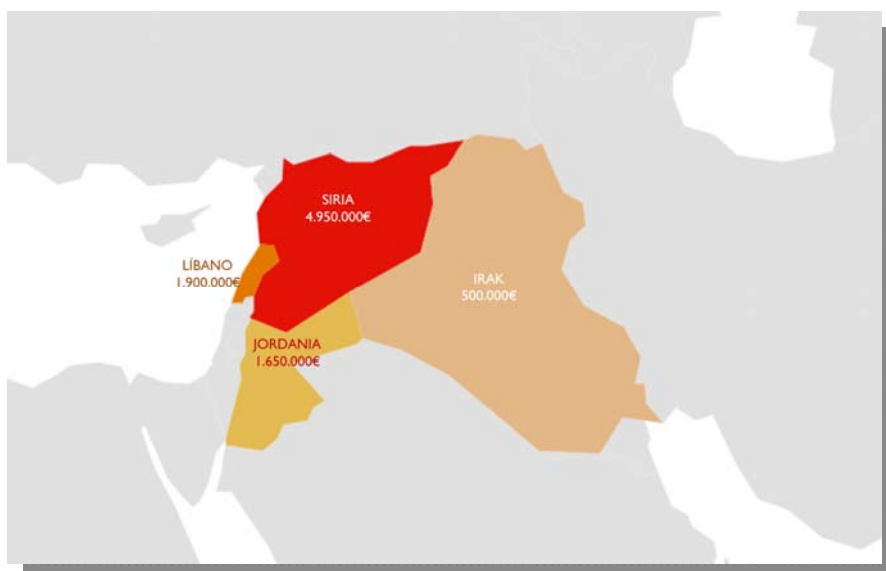 SIRIA
4.950.000€
LÍBANO
1.900.000€
IRAK
500.000€
JORDANIA
1.650.000€